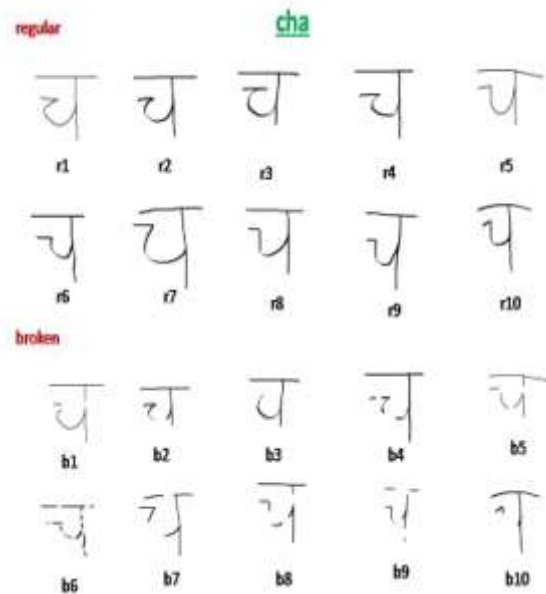 cha
regular
च च च च च
r1 r2 r3 r4 r5
च च च च च
r6 r7 r8 r9 r10
broken
च च च च च
b1 b2 b3 b4 b5
च च च च च
b6 b7 b8 b9 b10